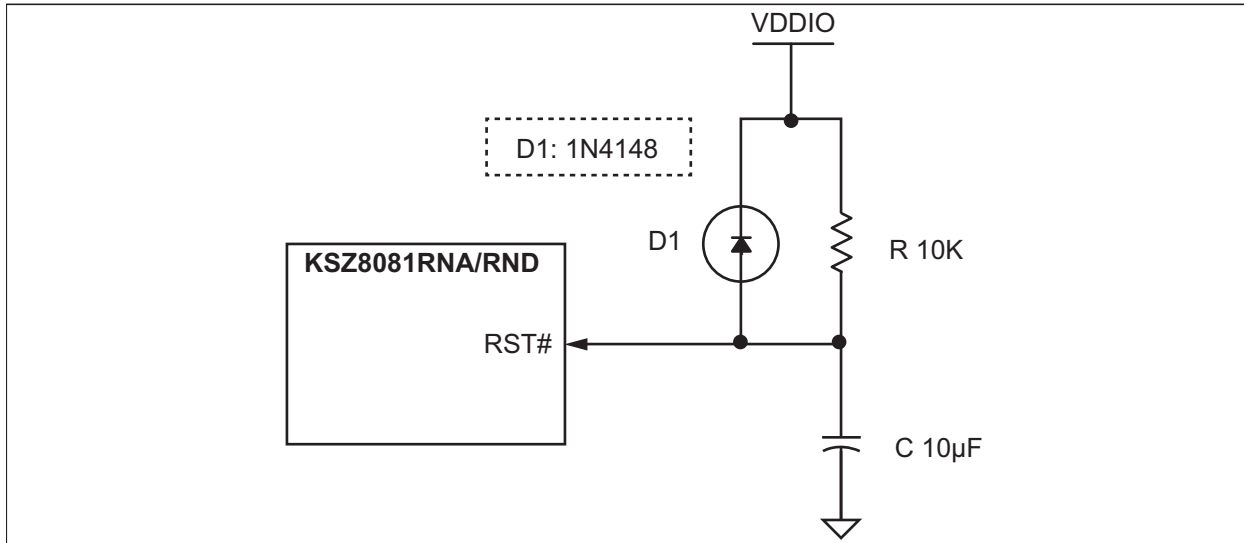 VDDIO
D1: 1N4148
D1
R 10K
KSZ8081RNA/RND
RST#
C 10µF